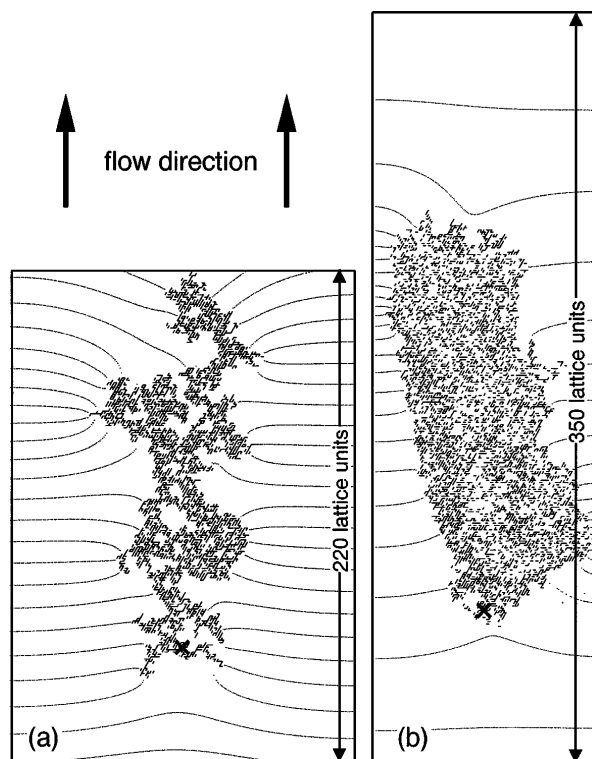 flow direction
220 lattice units
(a)
350 lattice units
(b)